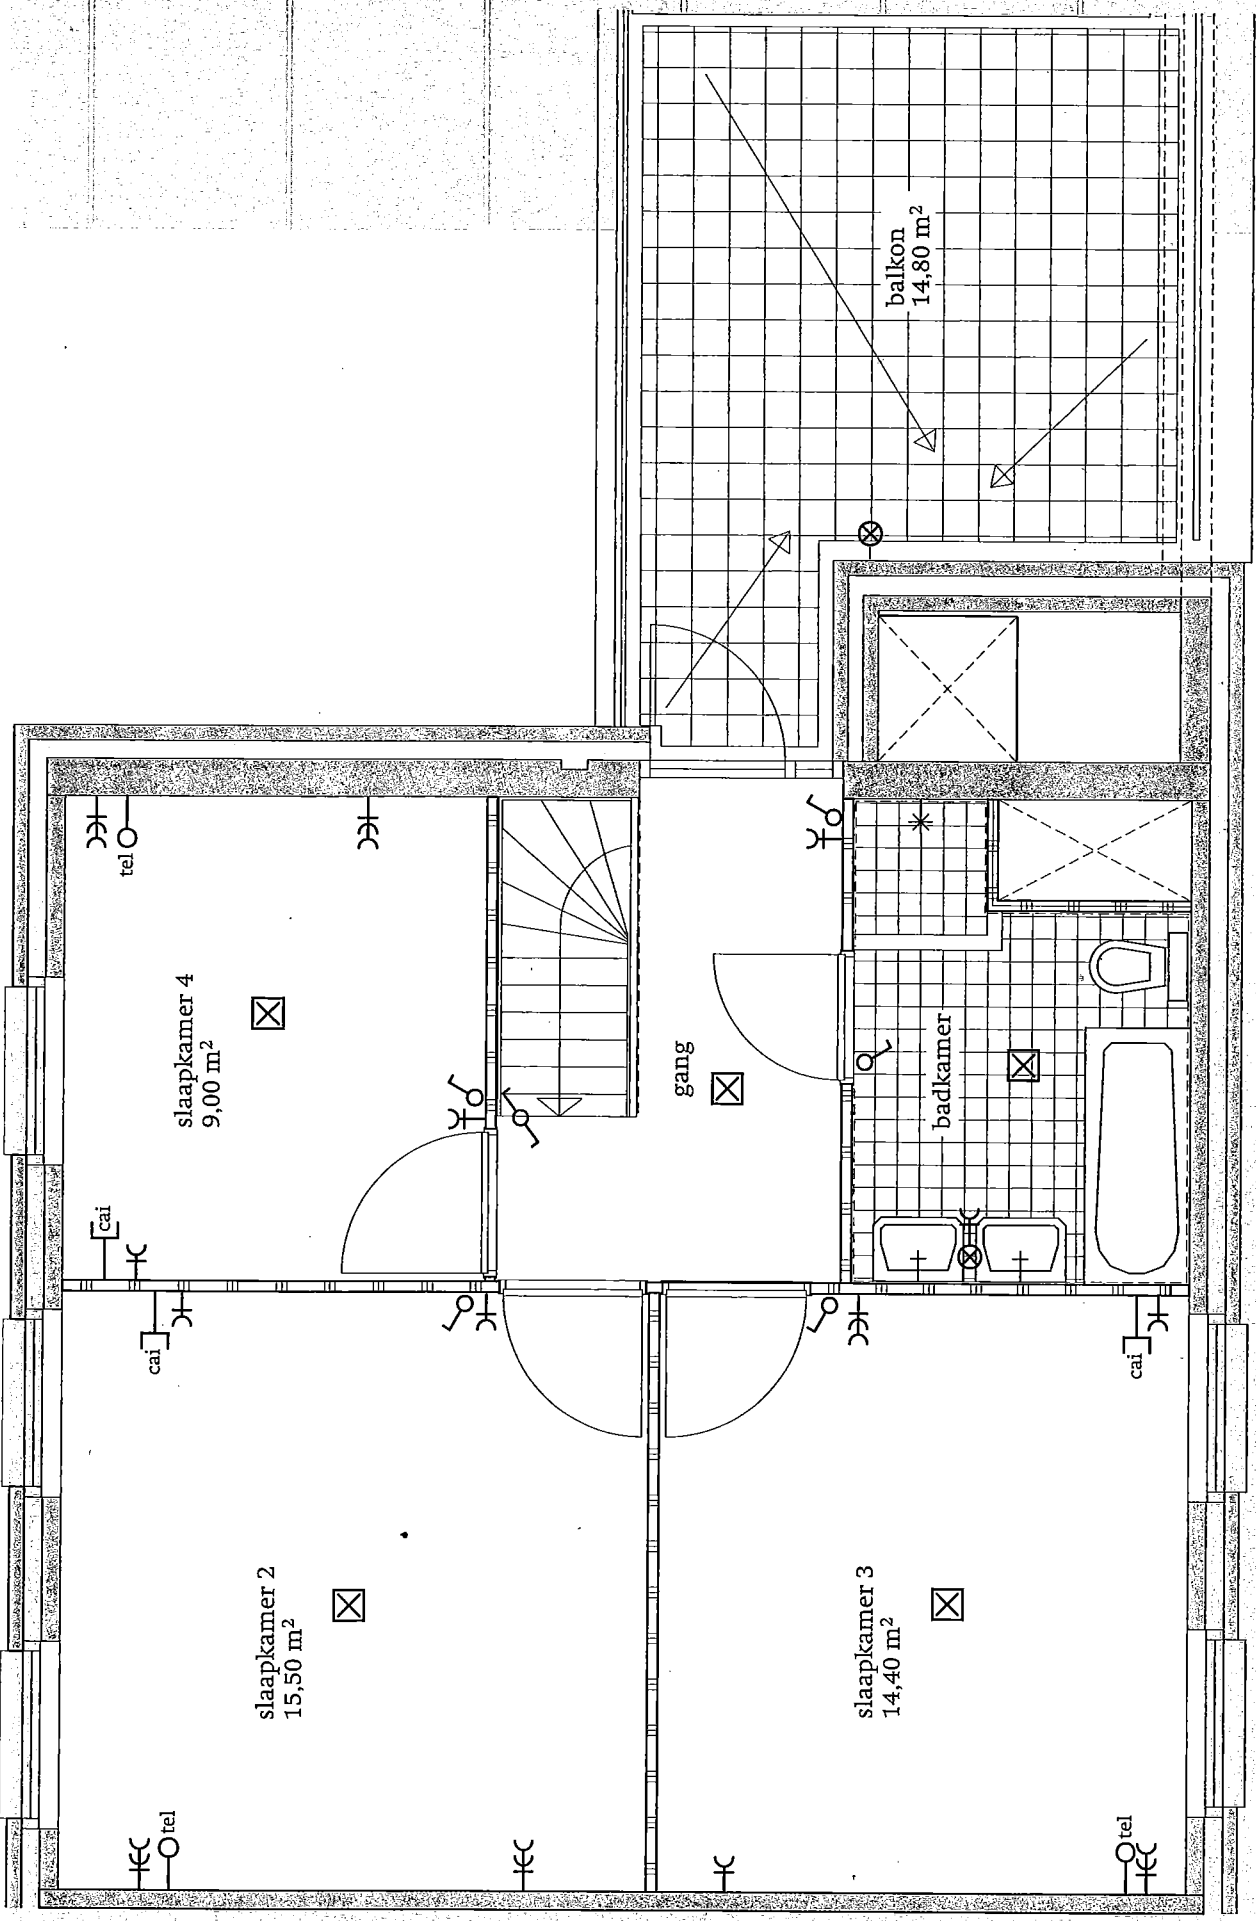 balkon
14,80 m²
tel
slaapkamer 4
9,00 m²
gang
badkamer
cai
cai
cai
slaapkamer 2
15,50 m²
slaapkamer 3
14,40 m²
tel
tel